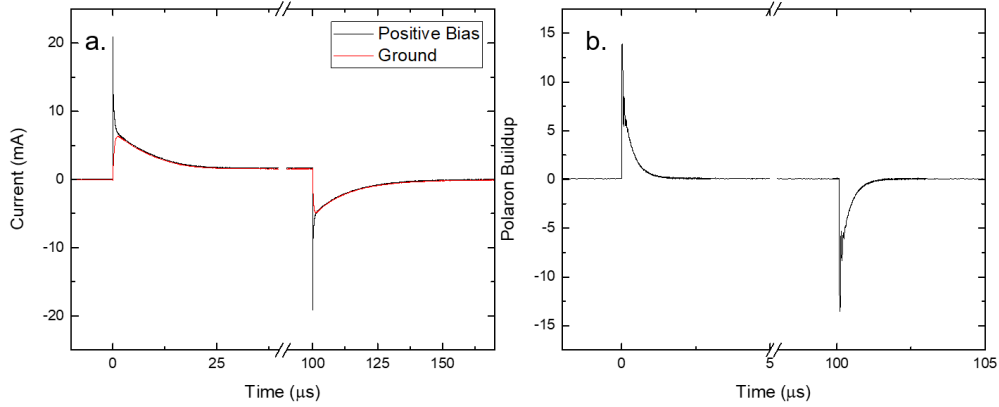 a.
Positive Bias
Ground
Current (mA)
20
10
0
-10
-20
0
25
100
125
150
Time (μs)
b.
Polaron Buildup
15
10
5
0
-5
-10
-15
0
5
100
105
Time (μs)